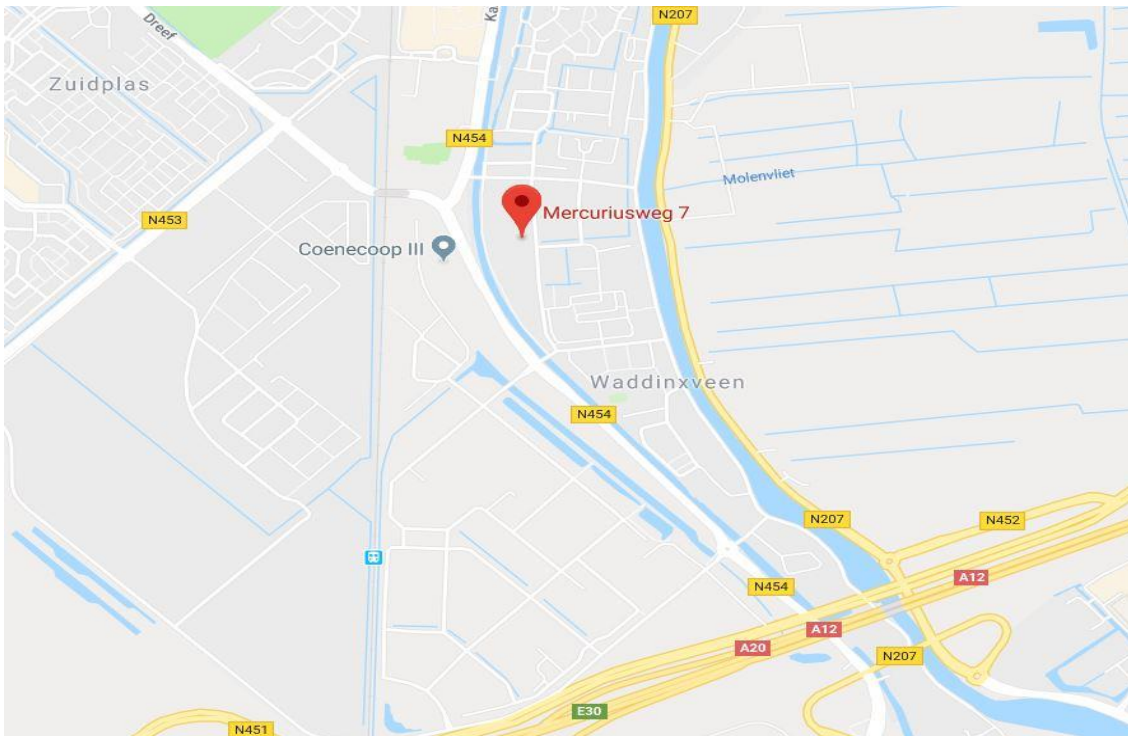 Dreef
Ka
N207
Zuidplas
N454
Molenvliet
Mercuriusweg 7
N453
Coenecoop III
Waddinxveen
N454
N207
N452
A12
N454
A12
A20
N207
E30
N451